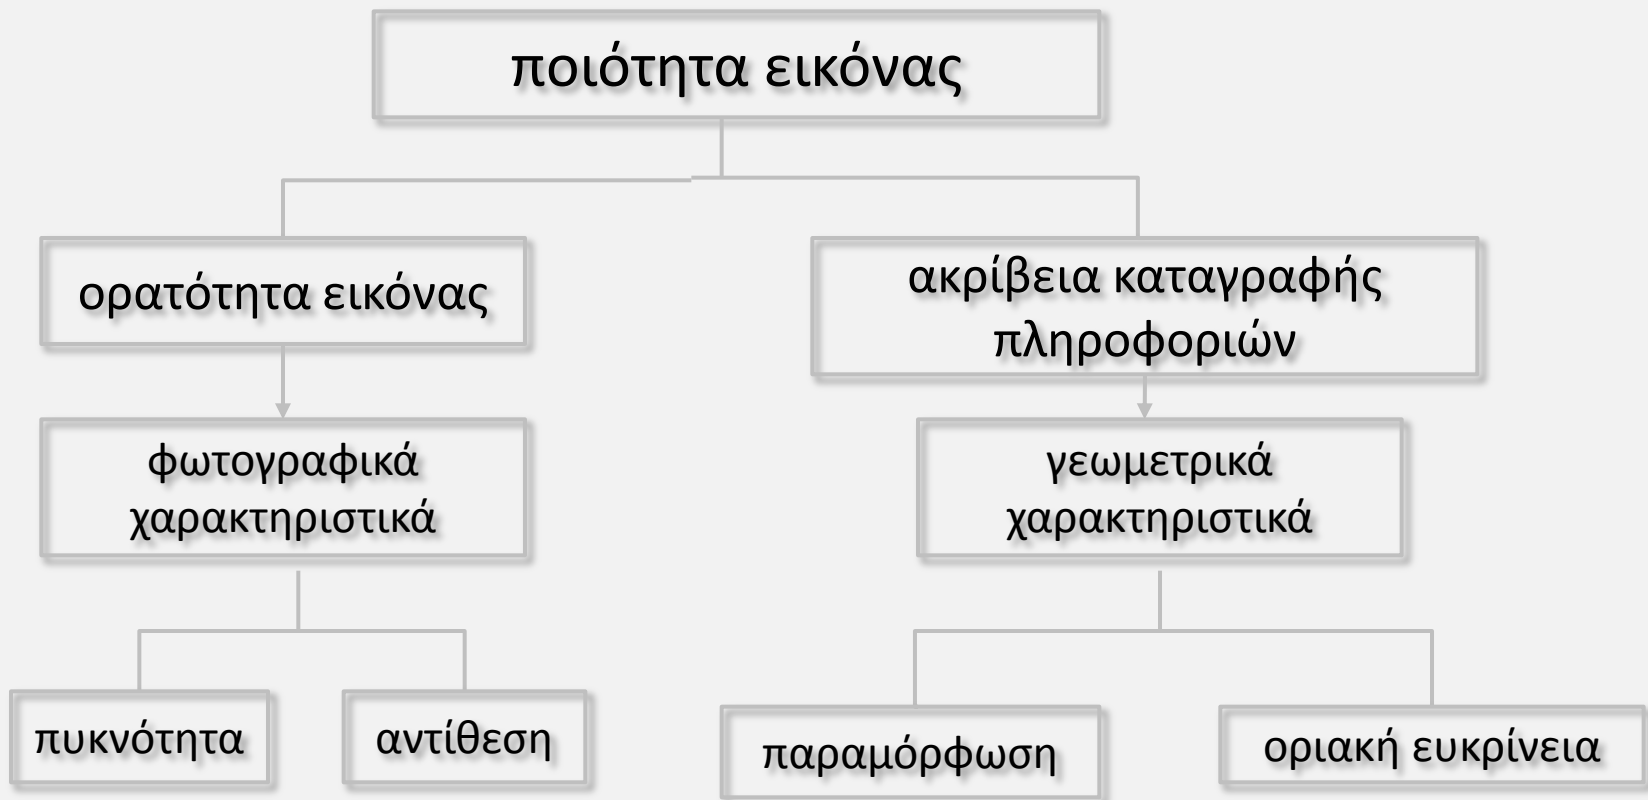 ποιότητα εικόνας
ορατότητα εικόνας
ακρίβεια καταγραφής
πληροφοριών
φωτογραφικά
χαρακτηριστικά
γεωμετρικά
χαρακτηριστικά
πυκνότητα
αντίθεση
παραμόρφωση
οριακή ευκρίνεια